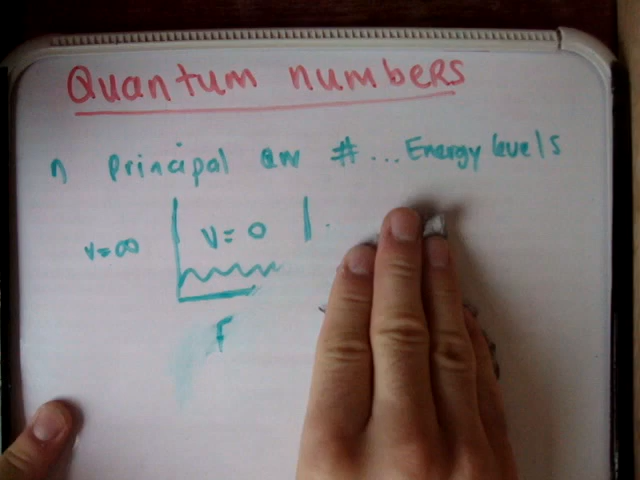 Quantum numbers
n Principal QN # ... Energy levels
V=∞ V=0
r